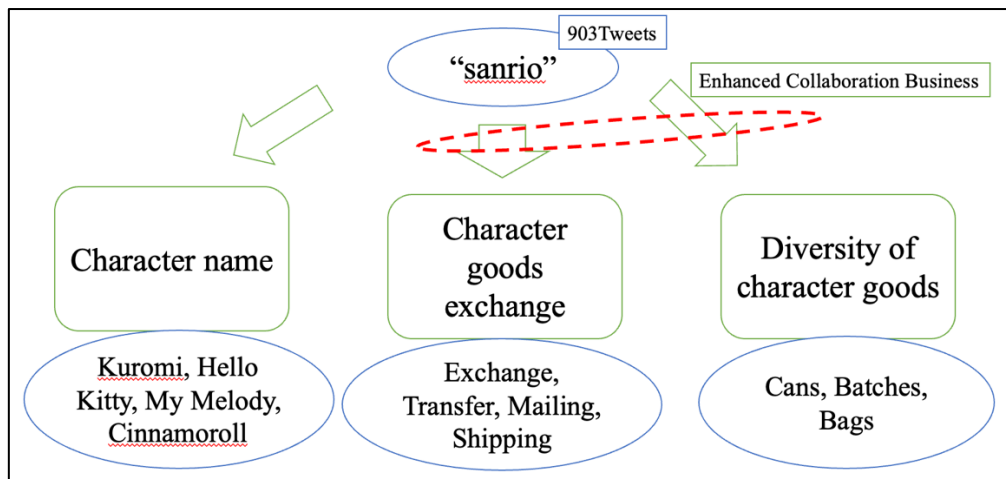 903Tweets
“sanrio”
Enhanced Collaboration Business
Character name
Character
goods
exchange
Diversity of
character goods
Kuromi, Hello
Kitty, My Melody,
Cinnamoroll
Exchange,
Transfer, Mailing,
Shipping
Cans, Batches,
Bags